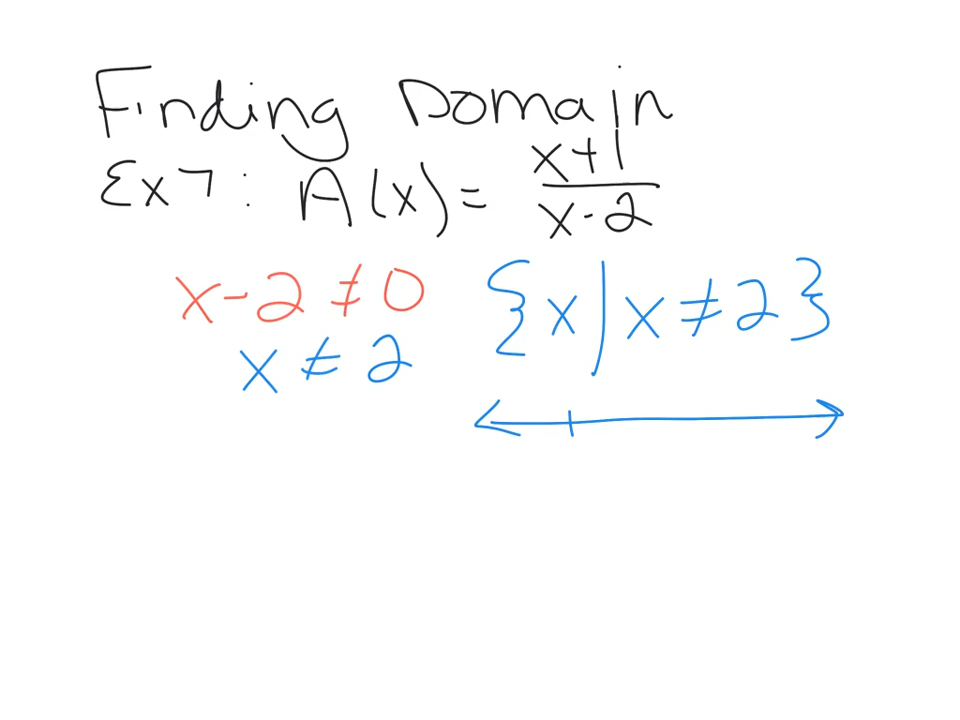 Finding Domain
Ex 7: A(x) = x+1 / x-2
x-2 ≠ 0
x ≠ 2
{x | x ≠ 2}